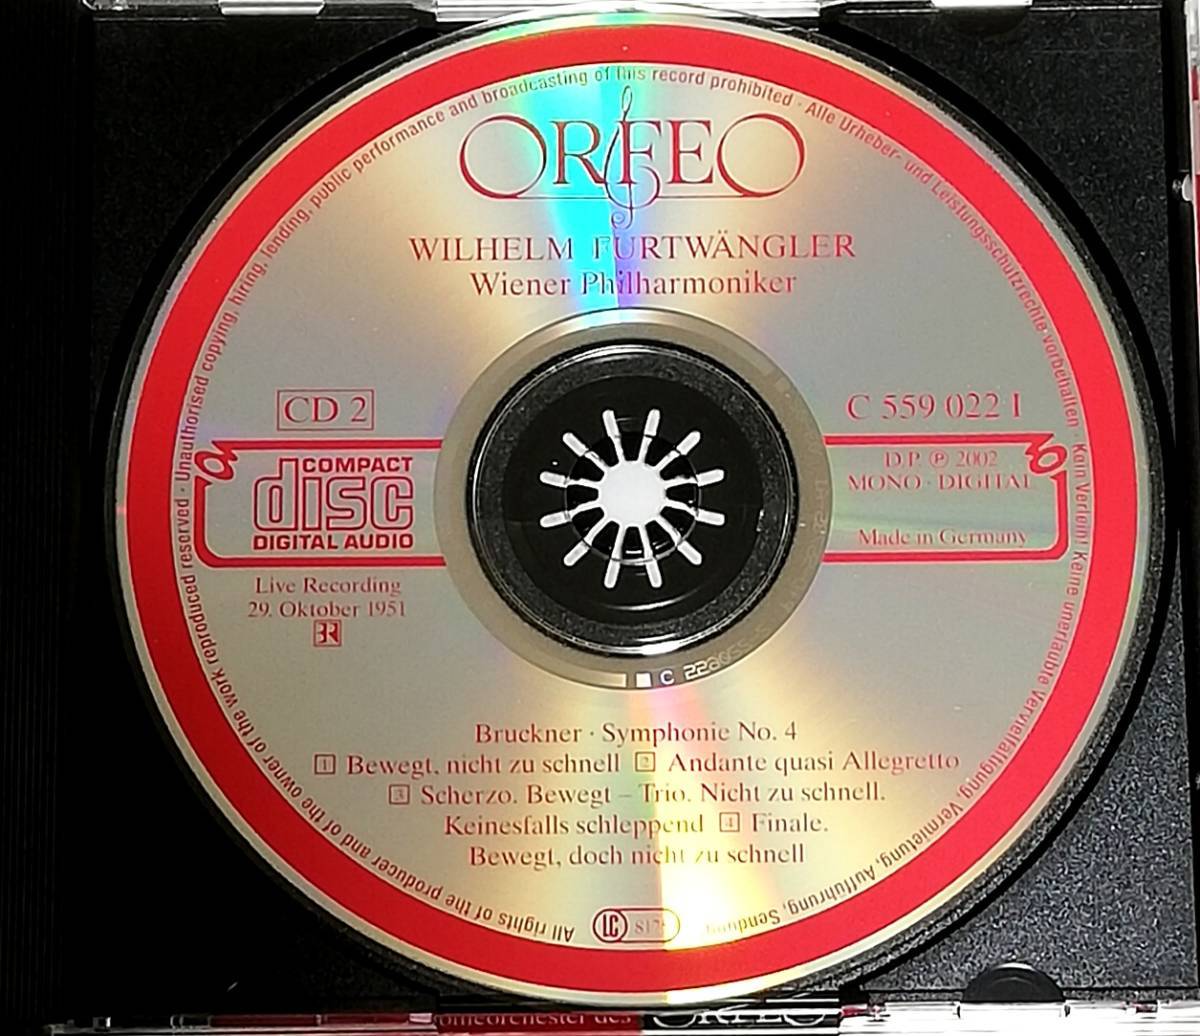 ORFEO
WILHELM FURTWÄNGLER
Wiener Philharmoniker
CD 2
C 559 022 I
COMPACT
disc
DIGITAL AUDIO
D.P. ℗ 2002
MONO · DIGITAL
Made in Germany
Live Recording
29. Oktober 1951
BR
Bruckner · Symphonie No. 4
1 Bewegt, nicht zu schnell 2 Andante quasi Allegretto
3 Scherzo. Bewegt – Trio. Nicht zu schnell.
Keinesfalls schleppend 4 Finale.
Bewegt, doch nicht zu schnell
LC
All rights of the producer and of the owner of the work reproduced reserved · Unauthorised copying, hiring, lending, public performance and broadcasting of this record prohibited · Alle Urheber- und Leistungsschutzrechte vorbehalten · Kein Verleih! Keine unerlaubte Vervielfältigung, Vermietung, Aufführung, Sendung!
ORFEO